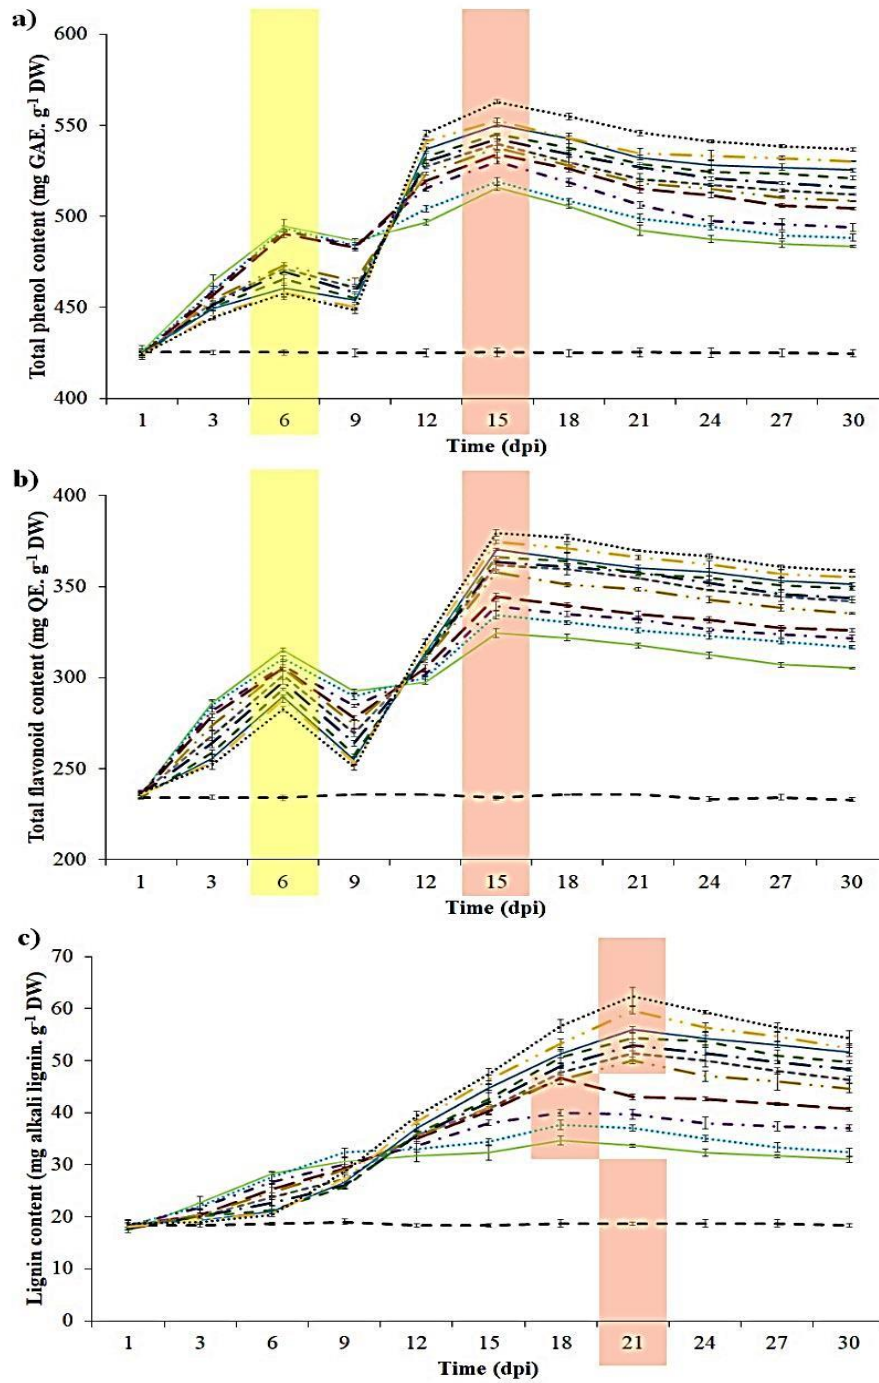 a)
Total phenol content (mg GAE. g-1 DW)
600
550
500
450
400
1 3 6 9 12 15 18 21 24 27 30
Time (dpi)
b)
Total flavonoid content (mg QE. g-1 DW)
400
350
300
250
200
1 3 6 9 12 15 18 21 24 27 30
Time (dpi)
c)
Lignin content (mg alkali lignin. g-1 DW)
70
60
50
40
30
20
10
0
1 3 6 9 12 15 18 21 24 27 30
Time (dpi)